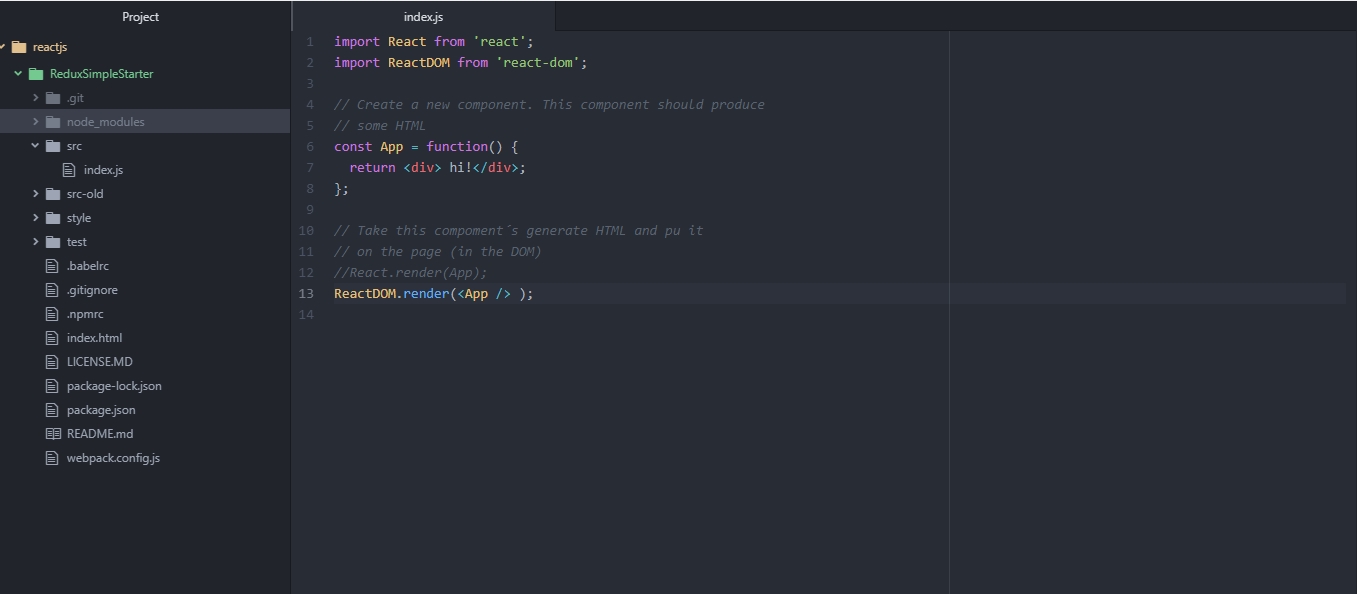 Project
reactjs
ReduxSimpleStarter
.git
node_modules
src
index.js
src-old
style
test
.babelrc
.gitignore
.npmrc
index.html
LICENSE.MD
package-lock.json
package.json
README.md
webpack.config.js
index.js
1 import React from 'react';
2 import ReactDOM from 'react-dom';
3
4 // Create a new component. This component should produce
5 // some HTML
6 const App = function() {
7   return <div> hi!</div>;
8 };
9
10 // Take this compoment´s generate HTML and pu it
11 // on the page (in the DOM)
12 //React.render(App);
13 ReactDOM.render(<App /> );
14